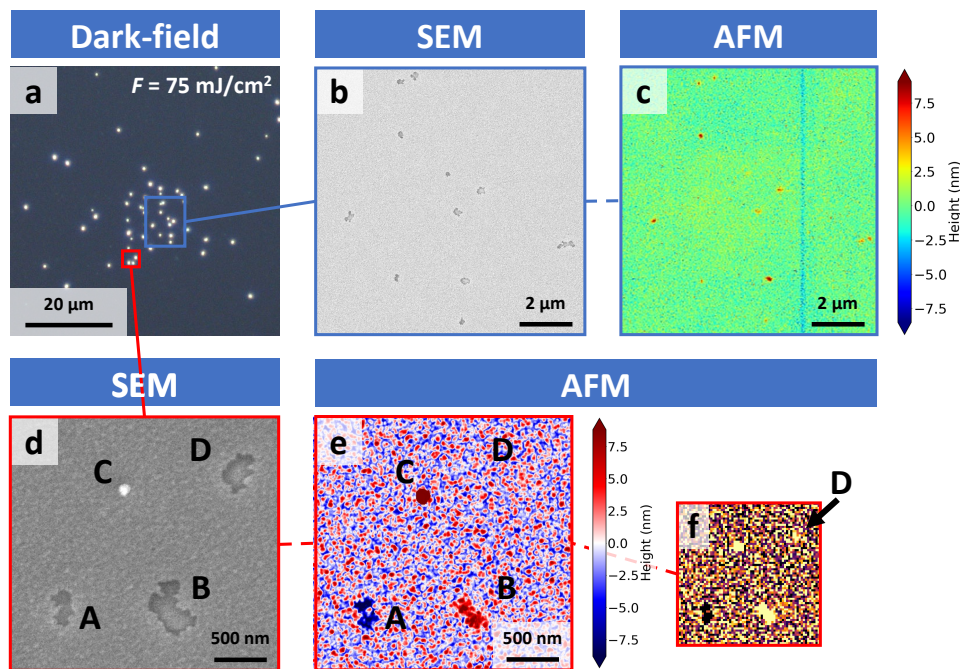 Dark-field
SEM
AFM
a
F = 75 mJ/cm²
20 µm
b
2 µm
c
2 µm
7.5
5.0
2.5
0.0
−2.5
−5.0
−7.5
Height (nm)
SEM
AFM
d
C
D
A
B
500 nm
e
C
D
A
B
500 nm
7.5
5.0
2.5
0.0
−2.5
−5.0
−7.5
Height (nm)
f
D